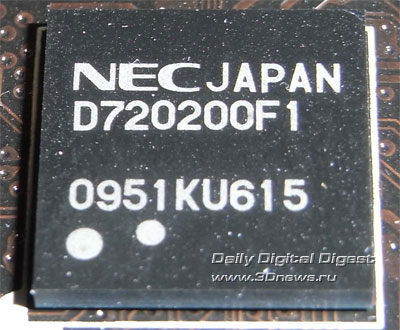 NEC JAPAN
D720200F1
0951KU615
Daily Digital Digest
www.3Dnews.ru